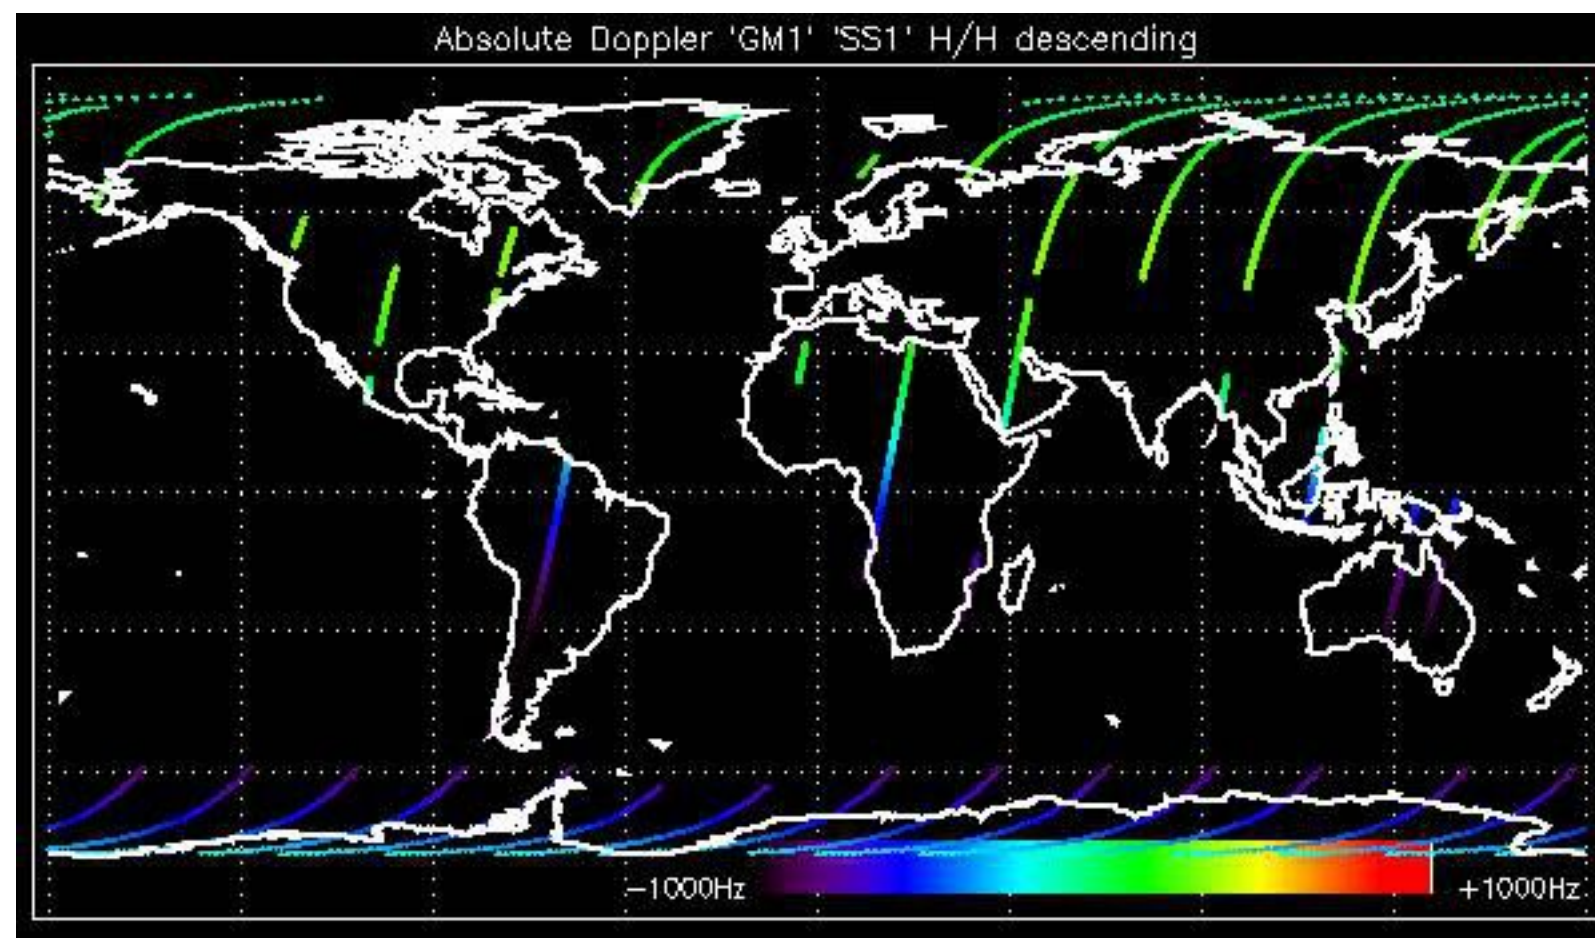 Absolute Doppler 'GM1' 'SS1' H/H descending
−1000Hz
+1000Hz